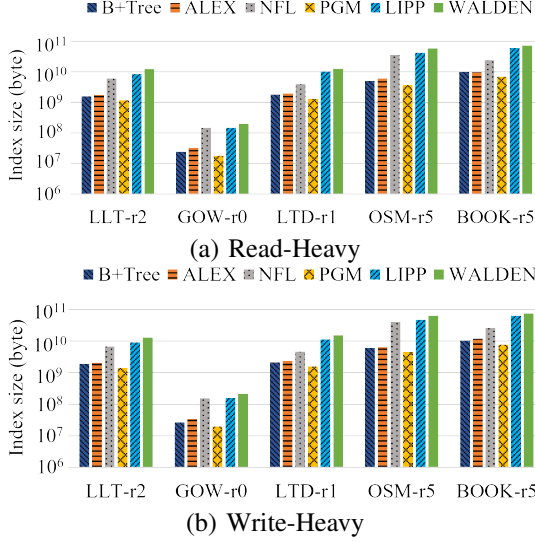 B+Tree ALEX NFL PGM LIPP WALDEN
Index size (byte)
10^11
10^10
10^9
10^8
10^7
10^6
LLT-r2 GOW-r0 LTD-r1 OSM-r5 BOOK-r5
(a) Read-Heavy
B+Tree ALEX NFL PGM LIPP WALDEN
Index size (byte)
10^11
10^10
10^9
10^8
10^7
10^6
LLT-r2 GOW-r0 LTD-r1 OSM-r5 BOOK-r5
(b) Write-Heavy